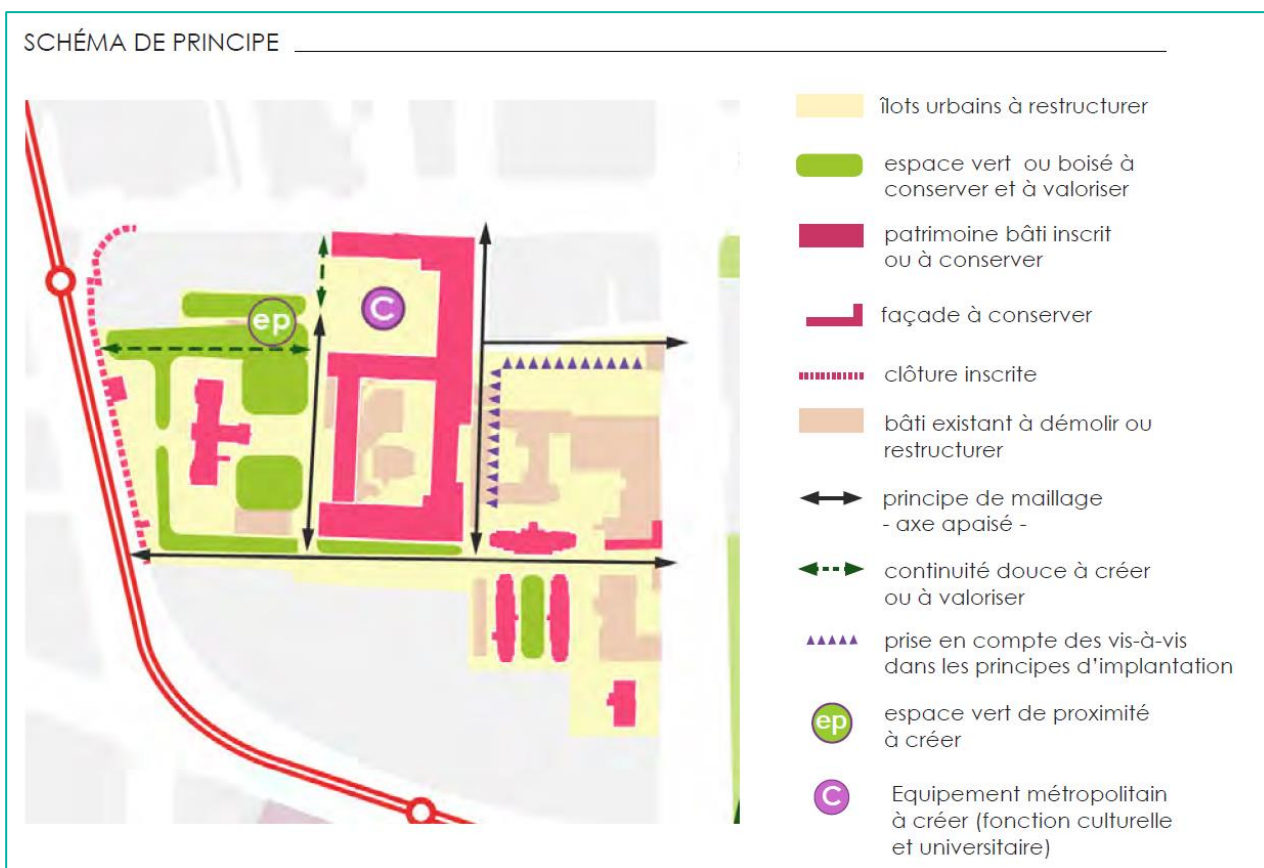 SCHÉMA DE PRINCIPE
îlots urbains à restructurer
espace vert ou boisé à
conserver et à valoriser
patrimoine bâti inscrit
ou à conserver
façade à conserver
clôture inscrite
bâti existant à démolir ou
restructurer
principe de maillage
- axe apaisé -
continuité douce à créer
ou à valoriser
prise en compte des vis-à-vis
dans les principes d'implantation
ep
espace vert de proximité
à créer
C
Equipement métropolitain
à créer (fonction culturelle
et universitaire)
ep
C